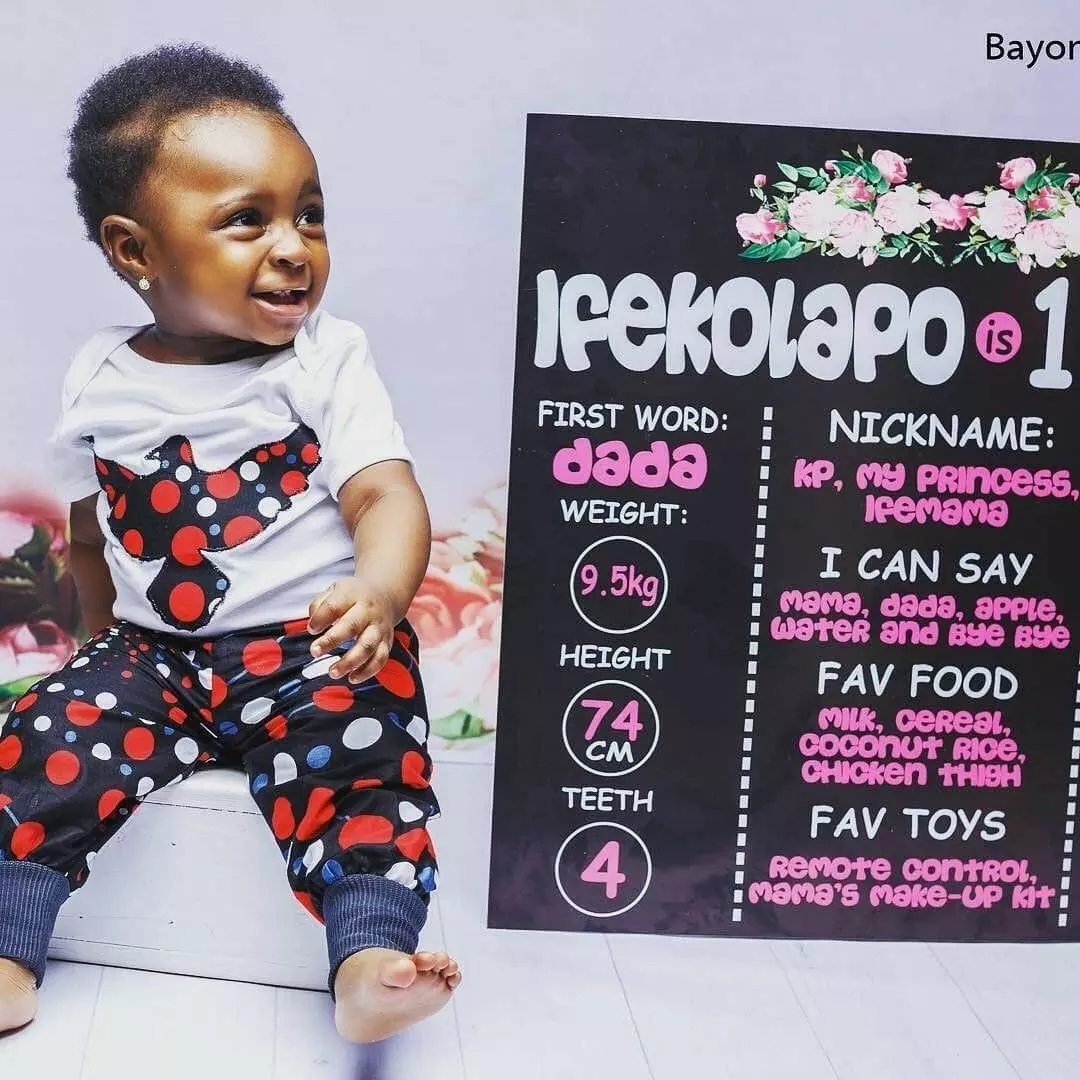 Bayor
Ifekolapo is 1
FIRST WORD:
dada
WEIGHT:
9.5kg
HEIGHT
74
CM
TEETH
4
NICKNAME:
KP, My Princess,
Ifemama
I CAN SAY
mama, dada, apple,
water and bye bye
FAV FOOD
Milk, cereal,
coconut rice,
chicken thigh
FAV TOYS
Remote control,
mama's make-up kit